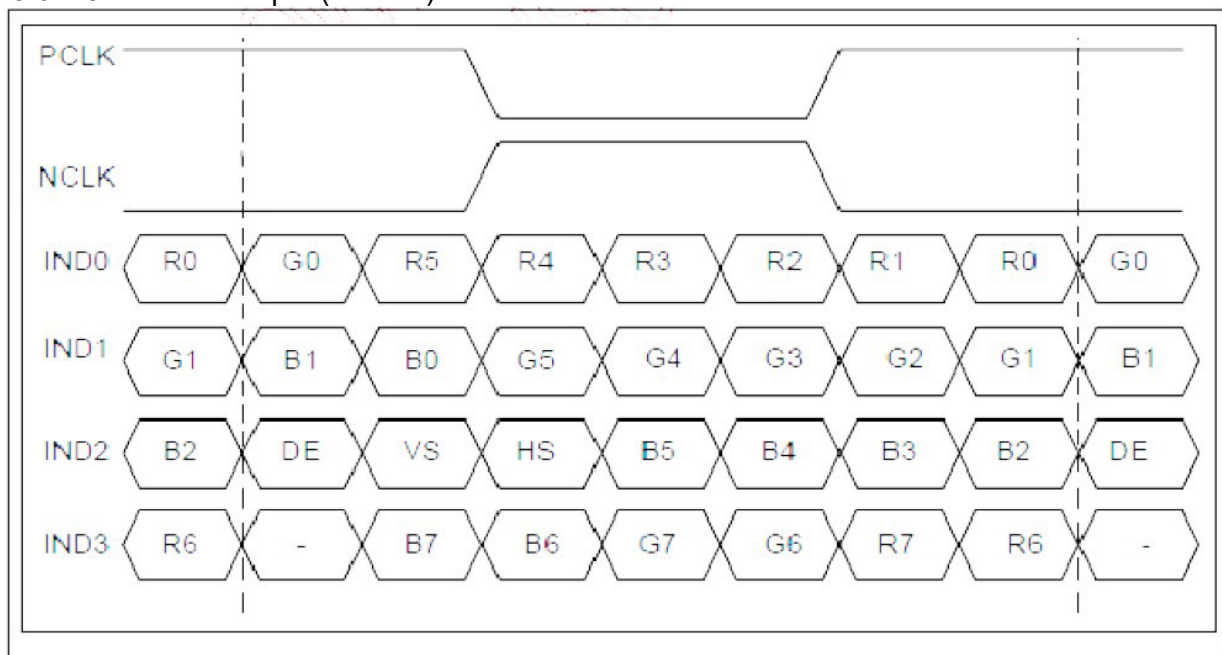 PCLK
NCLK
IND0 R0 G0 R5 R4 R3 R2 R1 R0 G0
IND1 G1 B1 B0 G5 G4 G3 G2 G1 B1
IND2 B2 DE VS HS B5 B4 B3 B2 DE
IND3 R6 - B7 B6 G7 G6 R7 R6 -